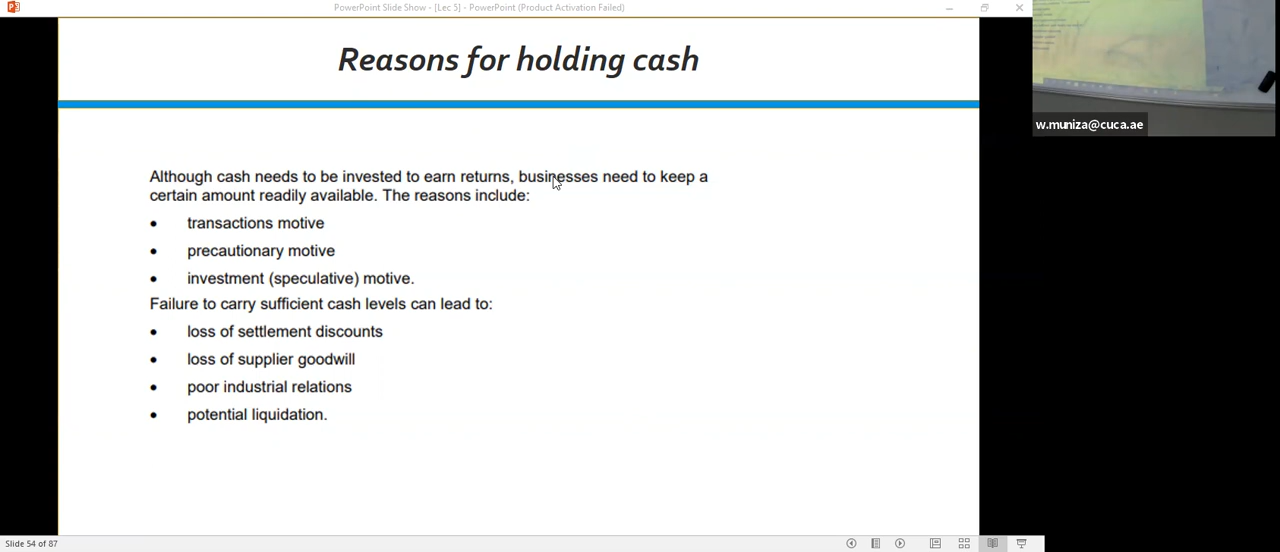 PowerPoint Slide Show - [Lec 5] - PowerPoint (Product Activation Failed)
Reasons for holding cash
w.muniza@cuca.ae
Although cash needs to be invested to earn returns, businesses need to keep a
certain amount readily available. The reasons include:
• transactions motive
• precautionary motive
• investment (speculative) motive.
Failure to carry sufficient cash levels can lead to:
• loss of settlement discounts
• loss of supplier goodwill
• poor industrial relations
• potential liquidation.
Slide 54 of 87